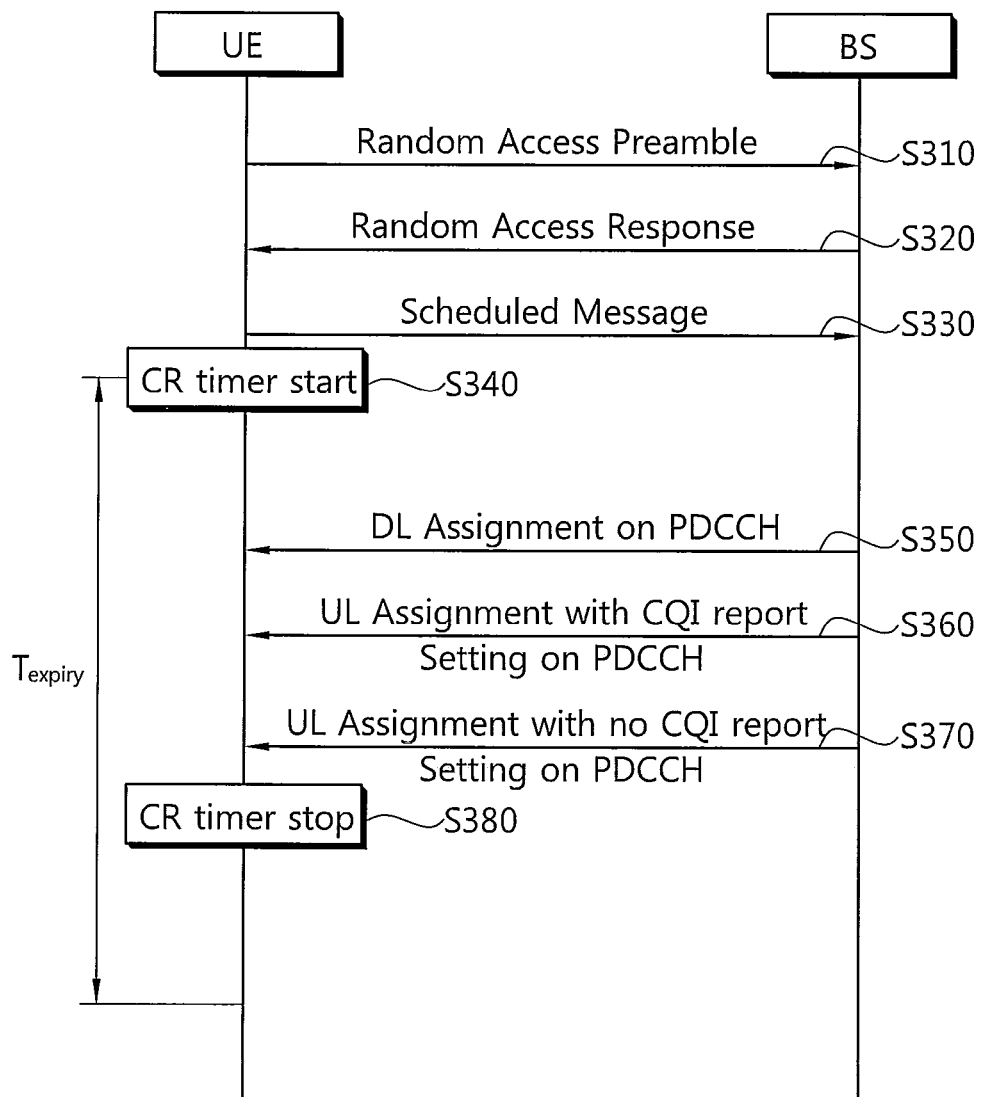 UE
BS
Random Access Preamble
S310
Random Access Response
S320
Scheduled Message
S330
CR timer start
S340
DL Assignment on PDCCH
S350
UL Assignment with CQI report
S360
Setting on PDCCH
Texpiry
UL Assignment with no CQI report
S370
Setting on PDCCH
CR timer stop
S380